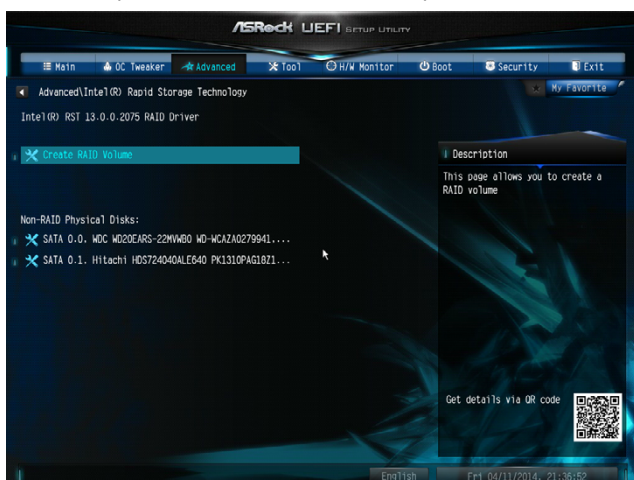 ASRock UEFI SETUP UTILITY
Main OC Tweaker Advanced Tool H/W Monitor Boot Security Exit
Advanced\Intel(R) Rapid Storage Technology
My Favorite
Intel(R) RST 13.0.0.2075 RAID Driver
Create RAID Volume
Description
This page allows you to create a
RAID volume
Non-RAID Physical Disks:
SATA 0.0. WDC WD20EARS-22MVWB0 WD-WCAZA0279941....
SATA 0.1. Hitachi HDS724040ALE640 PK1310PAG18Z1...
Get details via QR code
English
Fri 04/11/2014, 21:36:52